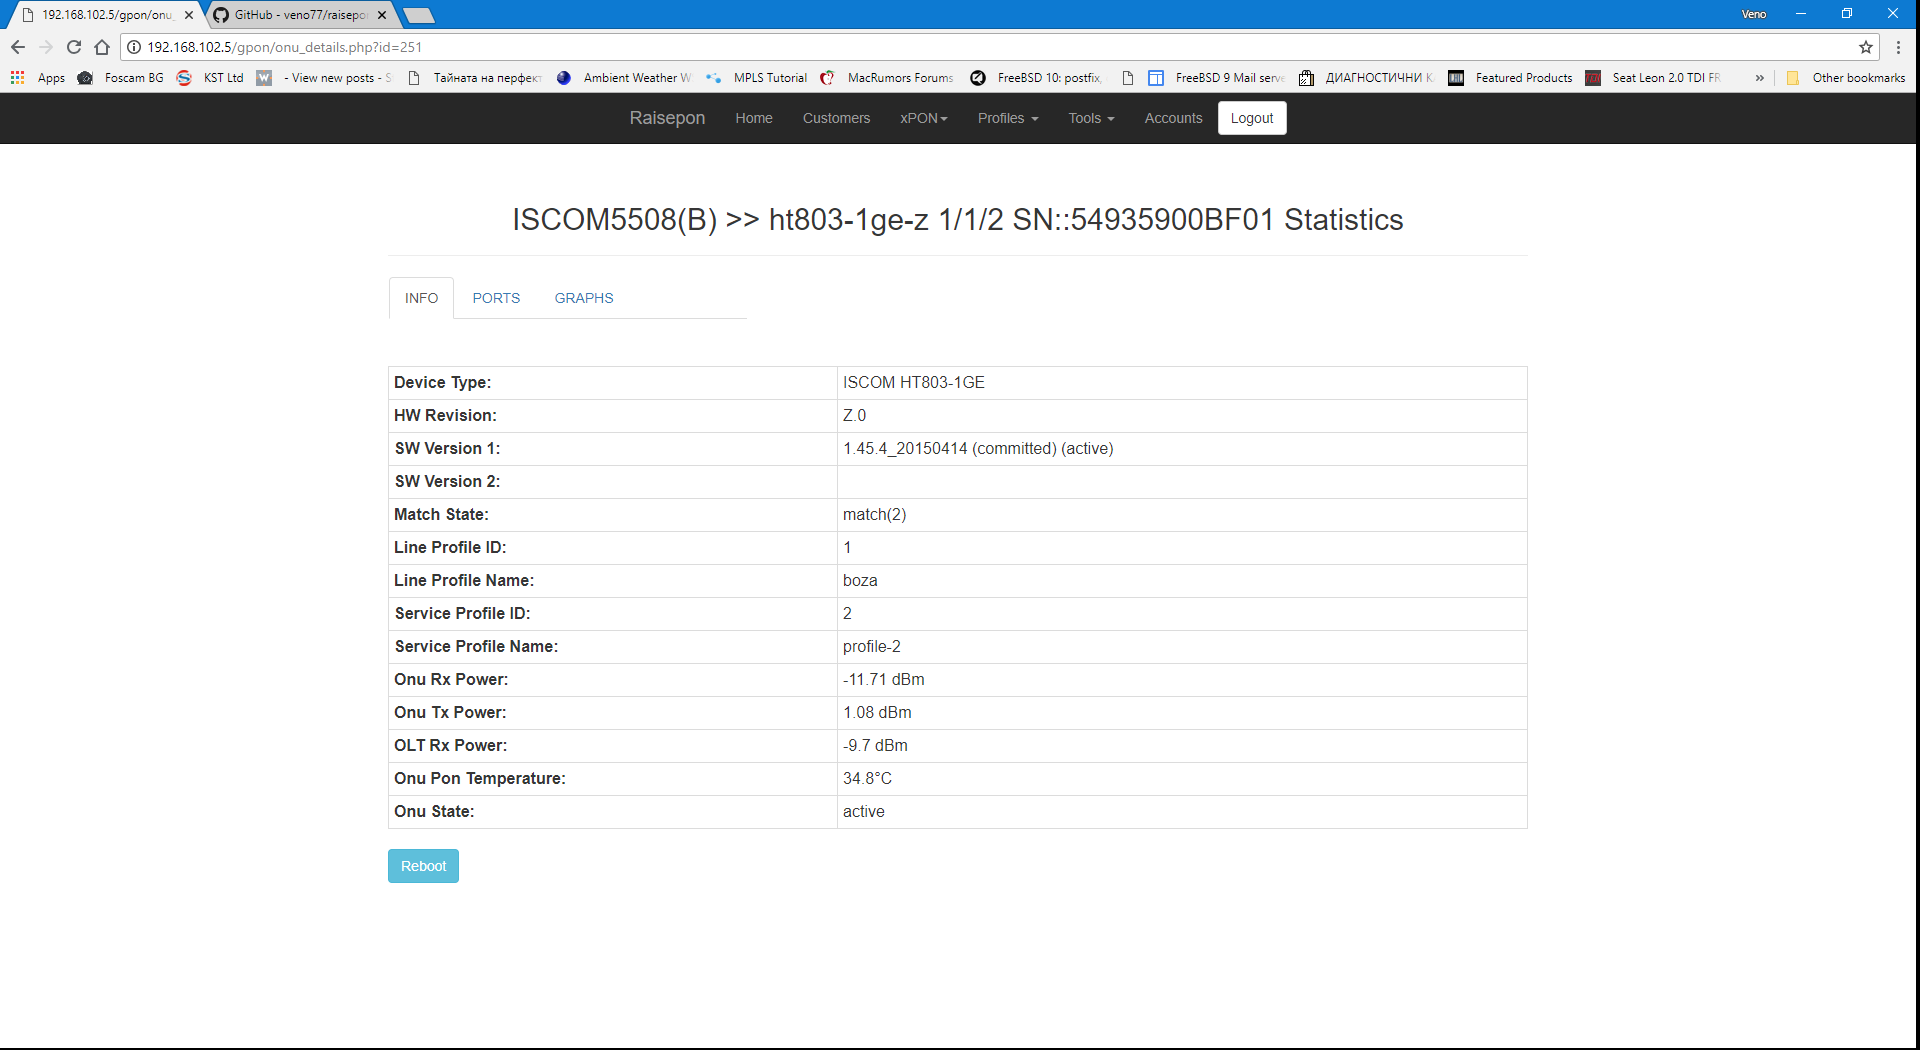 192.168.102.5/gpon/onu_
GitHub - veno77/raisepo
Veno
192.168.102.5/gpon/onu_details.php?id=251
Apps
Foscam BG
KST Ltd
- View new posts - S
Тайната на перфект
Ambient Weather W
MPLS Tutorial
MacRumors Forums
FreeBSD 10: postfix,
FreeBSD 9 Mail serve
ДИАГНОСТИЧНИ К
Featured Products
Seat Leon 2.0 TDI FR
»
Other bookmarks
Raisepon Home Customers xPON Profiles Tools Accounts Logout
ISCOM5508(B) >> ht803-1ge-z 1/1/2 SN::54935900BF01 Statistics
INFO PORTS GRAPHS
Device Type: ISCOM HT803-1GE
HW Revision: Z.0
SW Version 1: 1.45.4_20150414 (committed) (active)
SW Version 2:
Match State: match(2)
Line Profile ID: 1
Line Profile Name: boza
Service Profile ID: 2
Service Profile Name: profile-2
Onu Rx Power: -11.71 dBm
Onu Tx Power: 1.08 dBm
OLT Rx Power: -9.7 dBm
Onu Pon Temperature: 34.8°C
Onu State: active
Reboot